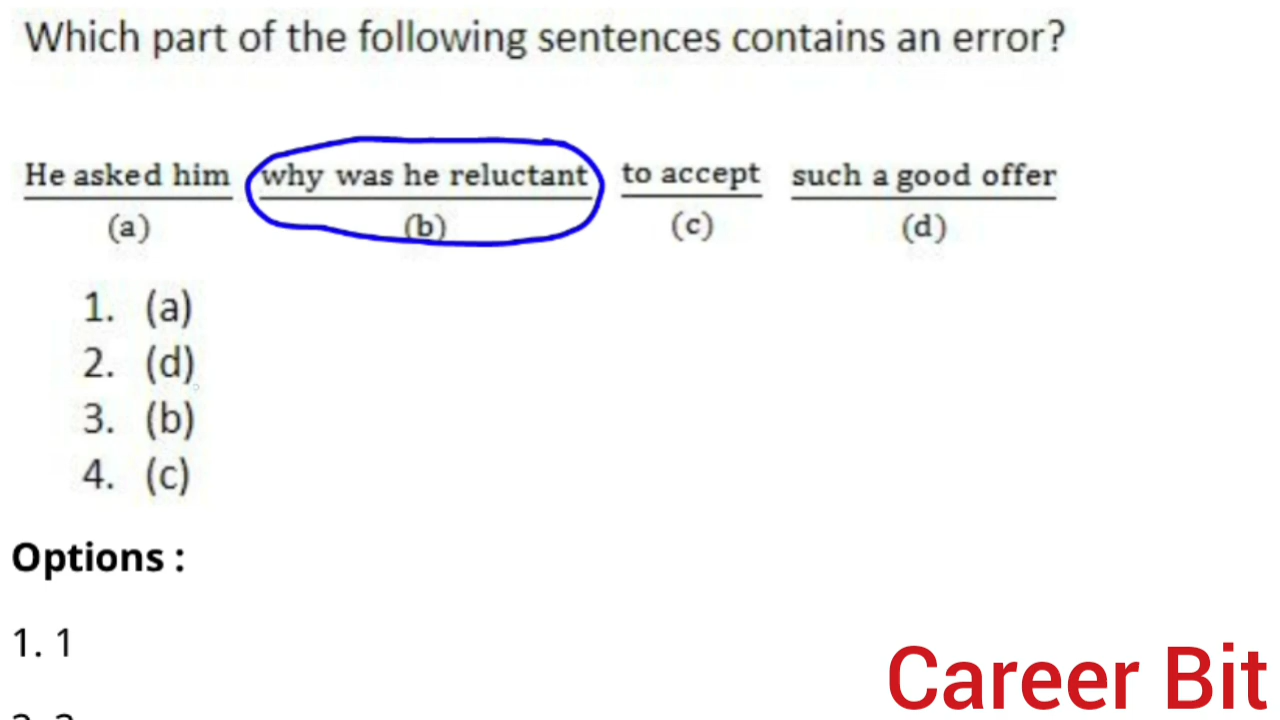 Which part of the following sentences contains an error?
He asked him why was he reluctant to accept such a good offer
(a) (b) (c) (d)
1. (a)
2. (d)
3. (b)
4. (c)
Options :
1. 1
Career Bit